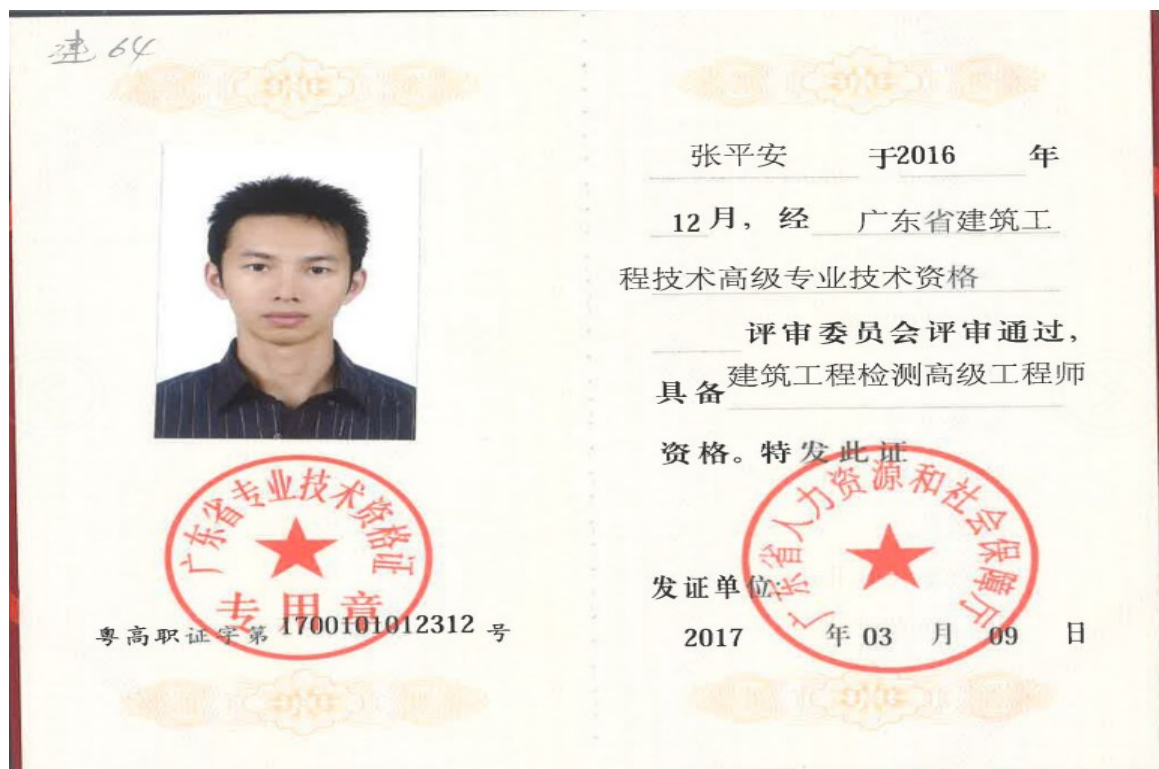 建 64
广东省专业技术资格证
专用章
粤高职证字第 1700101012312 号
张平安 于2016 年
12月，经 广东省建筑工
程技术高级专业技术资格
评审委员会评审通过，
具备建筑工程检测高级工程师
资格。特发此证
广东省人力资源和社会保障厅
发证单位:
2017 年 03 月 09 日